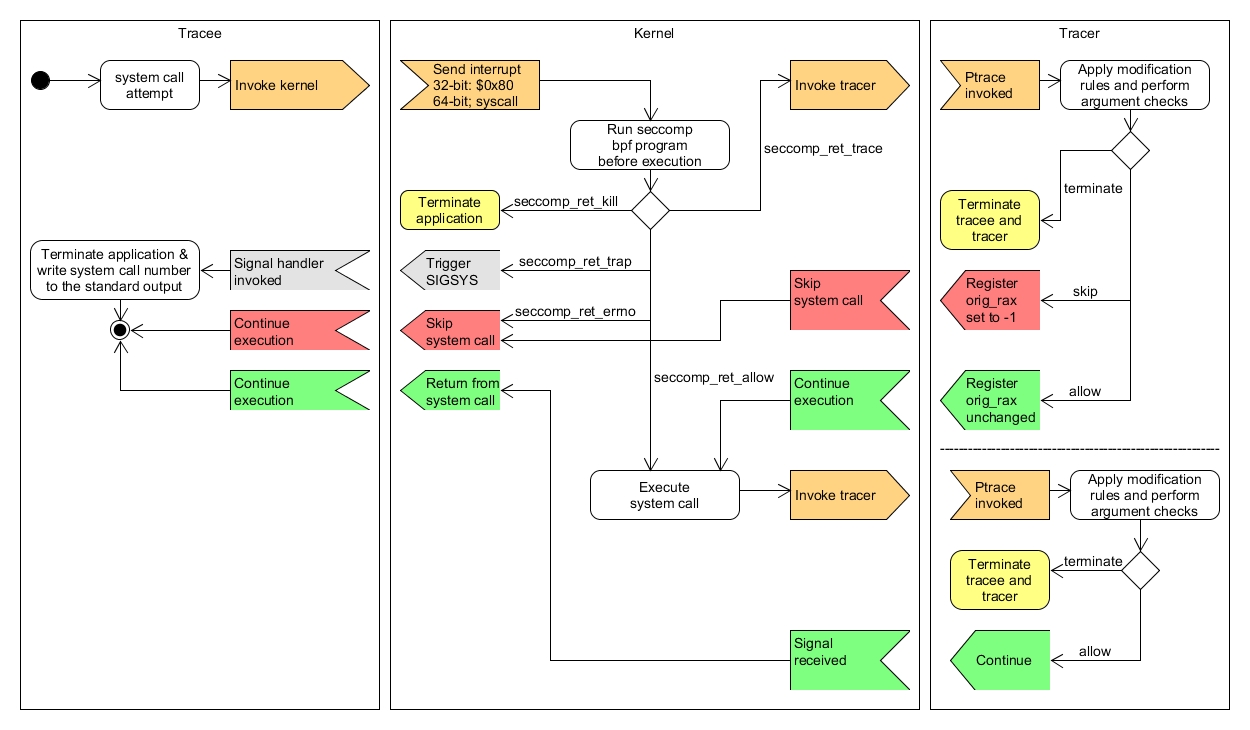 Tracee
system call
attempt
Invoke kernel
Terminate application &
write system call number
to the standard output
Signal handler
invoked
Continue
execution
Continue
execution
Kernel
Send interrupt
32-bit: $0x80
64-bit; syscall
Invoke tracer
Run seccomp
bpf program
before execution
seccomp_ret_trace
Terminate
application
seccomp_ret_kill
Trigger
SIGSYS
seccomp_ret_trap
Skip
system call
seccomp_ret_errno
Skip
system call
Return from
system call
seccomp_ret_allow
Continue
execution
Execute
system call
Invoke tracer
Signal
received
Tracer
Ptrace
invoked
Apply modification
rules and perform
argument checks
terminate
Terminate
tracee and
tracer
Register
orig_rax
set to -1
skip
Register
orig_rax
unchanged
allow
Ptrace
invoked
Apply modification
rules and perform
argument checks
Terminate
tracee and
tracer
terminate
Continue
allow